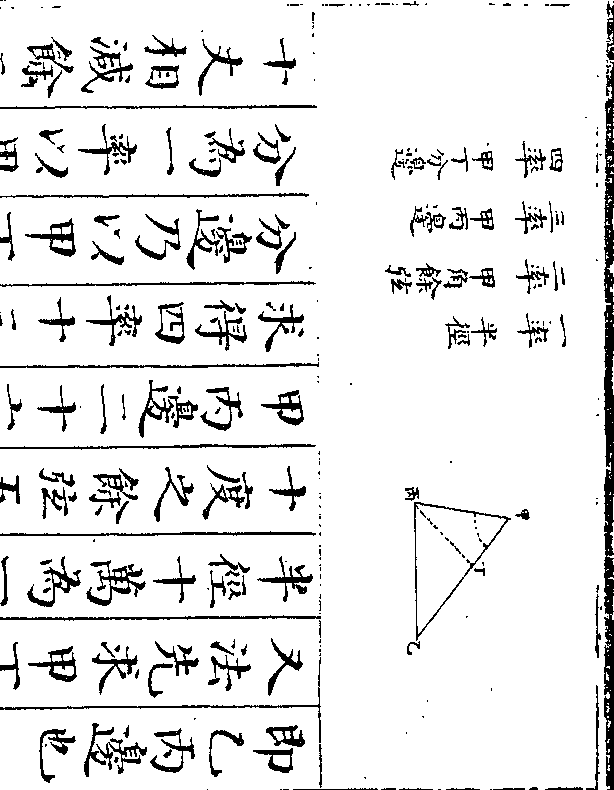 甲
丙
丁
乙
一率 半徑
二率 甲角餘弦
三率 甲丙邊
四率 甲丁分邊
即乙丙邊也
又法先求甲丁
半徑十萬為一
十度之餘弦五
甲丙邊二十
求得四率十
分邊乃以甲丁
分為一率以甲
十丈相減餘